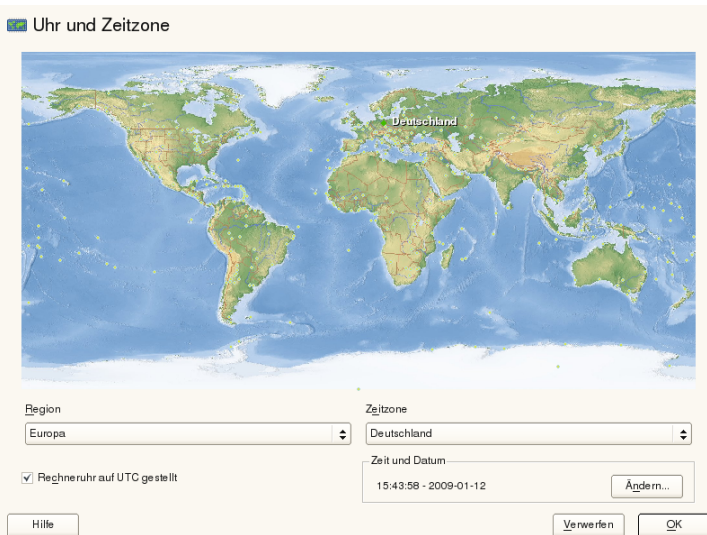 Uhr und Zeitzone
Deutschland
Region
Zeitzone
Europa
Deutschland
Rechneruhr auf UTC gestellt
Zeit und Datum
15:43:58 - 2009-01-12
Ändern...
Hilfe
Verwerfen
OK